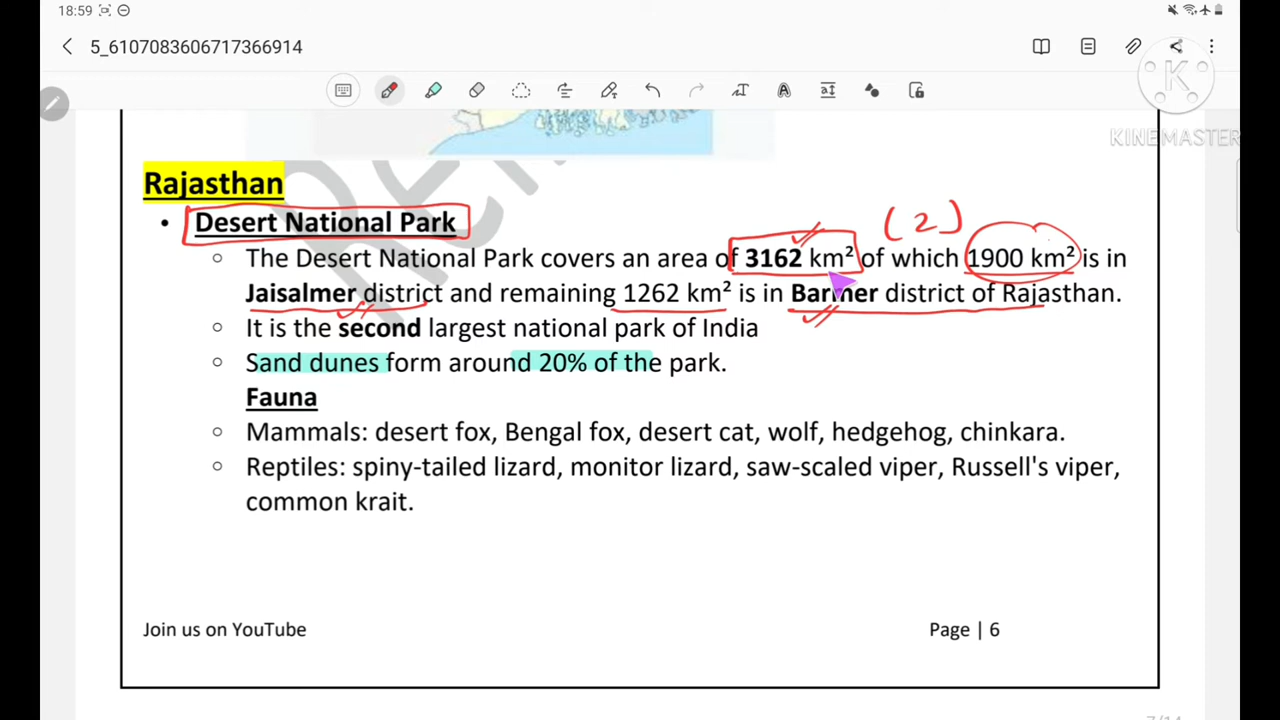 18:59
5_6107083606717366914
KINEMASTER
Rajasthan
• Desert National Park
(2)
○ The Desert National Park covers an area of 3162 km² of which 1900 km² is in
Jaisalmer district and remaining 1262 km² is in Barmer district of Rajasthan.
○ It is the second largest national park of India
○ Sand dunes form around 20% of the park.
Fauna
○ Mammals: desert fox, Bengal fox, desert cat, wolf, hedgehog, chinkara.
○ Reptiles: spiny-tailed lizard, monitor lizard, saw-scaled viper, Russell's viper,
common krait.
Join us on YouTube
Page | 6
7/14